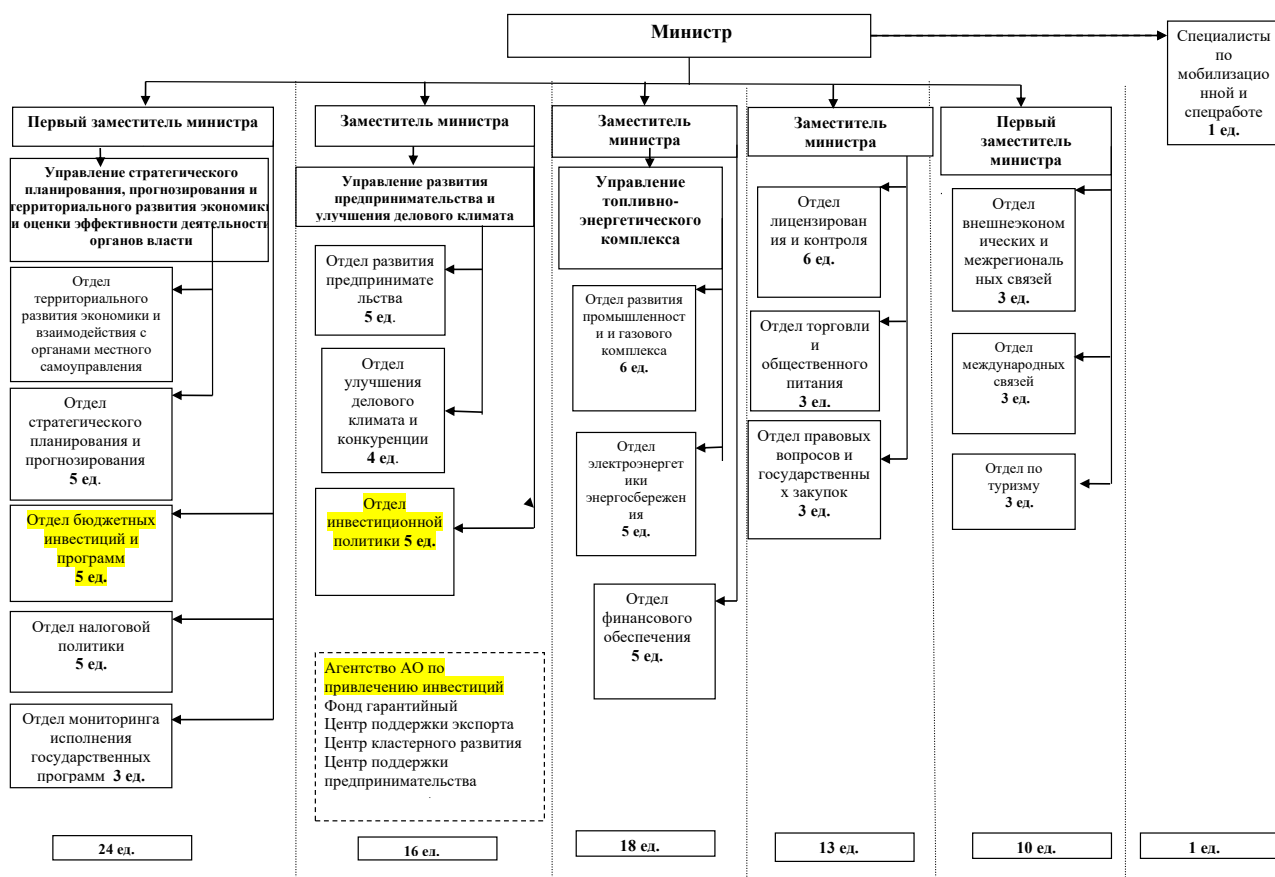 Министр
Специалисты
по
мобилизацио
нной и
спецработе
1 ед.
Первый заместитель министра
Управление стратегического
планирования, прогнозирования и
территориального развития экономики
и оценки эффективности деятельности
органов власти
Отдел
территориального
развития экономики и
взаимодействия с
органами местного
самоуправления
Отдел
стратегического
планирования и
прогнозирования
5 ед.
Отдел бюджетных
инвестиций и
программ
5 ед.
Отдел налоговой
политики
5 ед.
Отдел мониторинга
исполнения
государственных
программ 3 ед.
24 ед.
Заместитель министра
Управление развития
предпринимательства и
улучшения делового климата
Отдел развития
предпринимате
льства
5 ед.
Отдел
улучшения
делового
климата и
конкуренции
4 ед.
Отдел
инвестиционной
политики 5 ед.
Агентство АО по
привлечению инвестиций
Фонд гарантийный
Центр поддержки экспорта
Центр кластерного развития
Центр поддержки
предпринимательства
16 ед.
Заместитель
министра
Управление
топливно-
энергетического
комплекса
Отдел развития
промышленност
и и газового
комплекса
6 ед.
Отдел
электроэнергет
ики
энергосбережен
ия
5 ед.
Отдел
финансового
обеспечения
5 ед.
18 ед.
Заместитель
министра
Отдел
лицензирован
ия и контроля
6 ед.
Отдел торговли
и
общественного
питания
3 ед.
Отдел правовых
вопросов и
государственны
х закупок
3 ед.
13 ед.
Первый
заместитель
министра
Отдел
внешнеэконом
ических и
межрегиональ
ных связей
3 ед.
Отдел
международных
связей
3 ед.
Отдел по
туризму
3 ед.
10 ед.
1 ед.